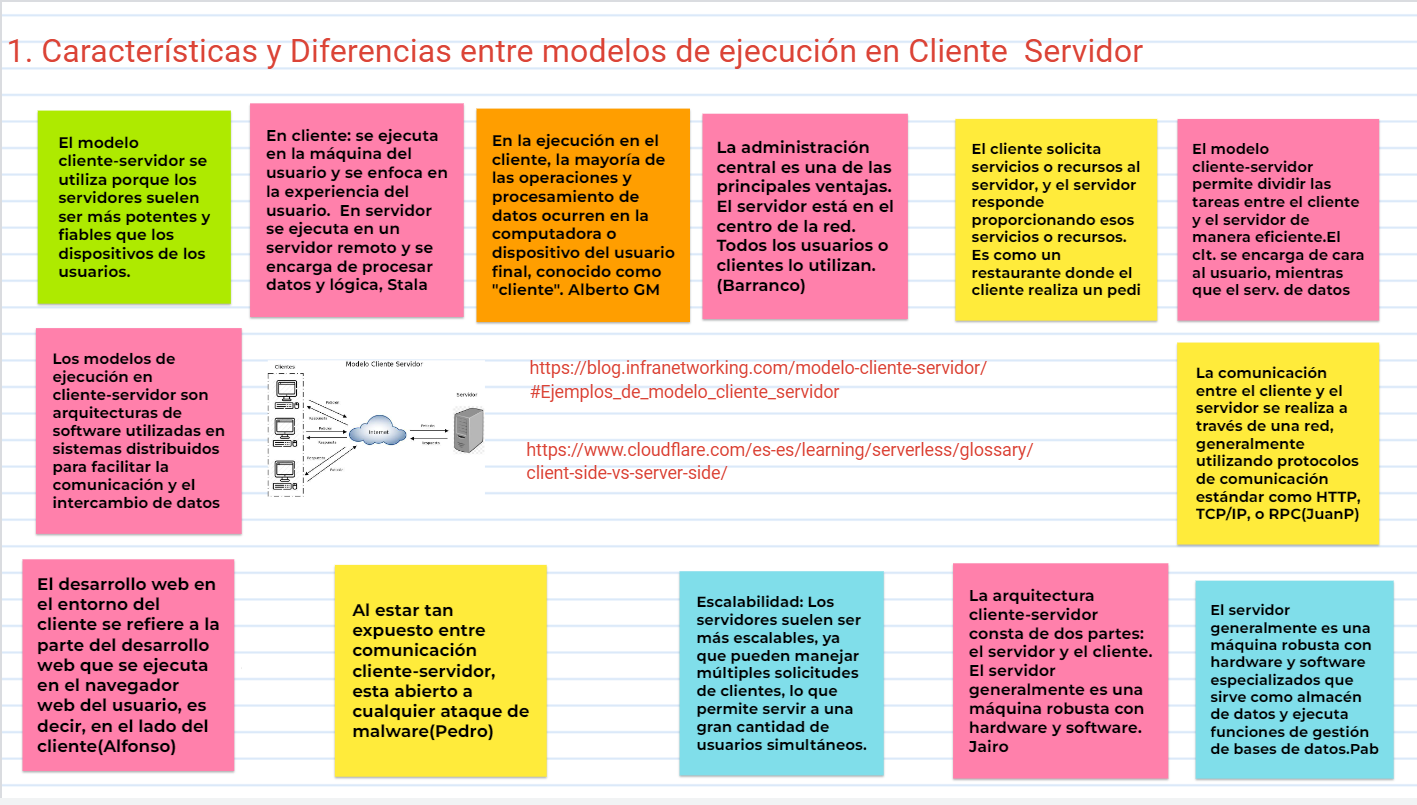 1. Características y Diferencias entre modelos de ejecución en Cliente  Servidor
El modelo
cliente-servidor se
utiliza porque los
servidores suelen
ser más potentes y
fiables que los
dispositivos de los
usuarios.
En cliente: se ejecuta
en la máquina del
usuario y se enfoca en
la experiencia del
usuario.  En servidor
se ejecuta en un
servidor remoto y se
encarga de procesar
datos y lógica, Stala
En la ejecución en el
cliente, la mayoría de
las operaciones y
procesamiento de
datos ocurren en la
computadora o
dispositivo del usuario
final, conocido como
"cliente". Alberto GM
La administración
central es una de las
principales ventajas.
El servidor está en el
centro de la red.
Todos los usuarios o
clientes lo utilizan.
(Barranco)
El cliente solicita
servicios o recursos al
servidor, y el servidor
responde
proporcionando esos
servicios o recursos.
Es como un
restaurante donde el
cliente realiza un pedi
El modelo
cliente-servidor
permite dividir las
tareas entre el cliente
y el servidor de
manera eficiente.El
clt. se encarga de cara
al usuario, mientras
que el serv. de datos
Los modelos de
ejecución en
cliente-servidor son
arquitecturas de
software utilizadas en
sistemas distribuidos
para facilitar la
comunicación y el
intercambio de datos
Modelo Cliente Servidor
Clientes
Servidor
Internet
Petición
Respuesta
Petición
Respuesta
Respuesta
Petición
Petición
Respuesta
https://blog.infranetworking.com/modelo-cliente-servidor/
#Ejemplos_de_modelo_cliente_servidor
https://www.cloudflare.com/es-es/learning/serverless/glossary/
client-side-vs-server-side/
La comunicación
entre el cliente y el
servidor se realiza a
través de una red,
generalmente
utilizando protocolos
de comunicación
estándar como HTTP,
TCP/IP, o RPC(JuanP)
El desarrollo web en
el entorno del
cliente se refiere a la
parte del desarrollo
web que se ejecuta
en el navegador
web del usuario, es
decir, en el lado del
cliente(Alfonso)
Al estar tan
expuesto entre
comunicación
cliente-servidor,
esta abierto a
cualquier ataque de
malware(Pedro)
Escalabilidad: Los
servidores suelen ser
más escalables, ya
que pueden manejar
múltiples solicitudes
de clientes, lo que
permite servir a una
gran cantidad de
usuarios simultáneos.
La arquitectura
cliente-servidor
consta de dos partes:
el servidor y el cliente.
El servidor
generalmente es una
máquina robusta con
hardware y software.
Jairo
El servidor
generalmente es una
máquina robusta con
hardware y software
especializados que
sirve como almacén
de datos y ejecuta
funciones de gestión
de bases de datos.Pab